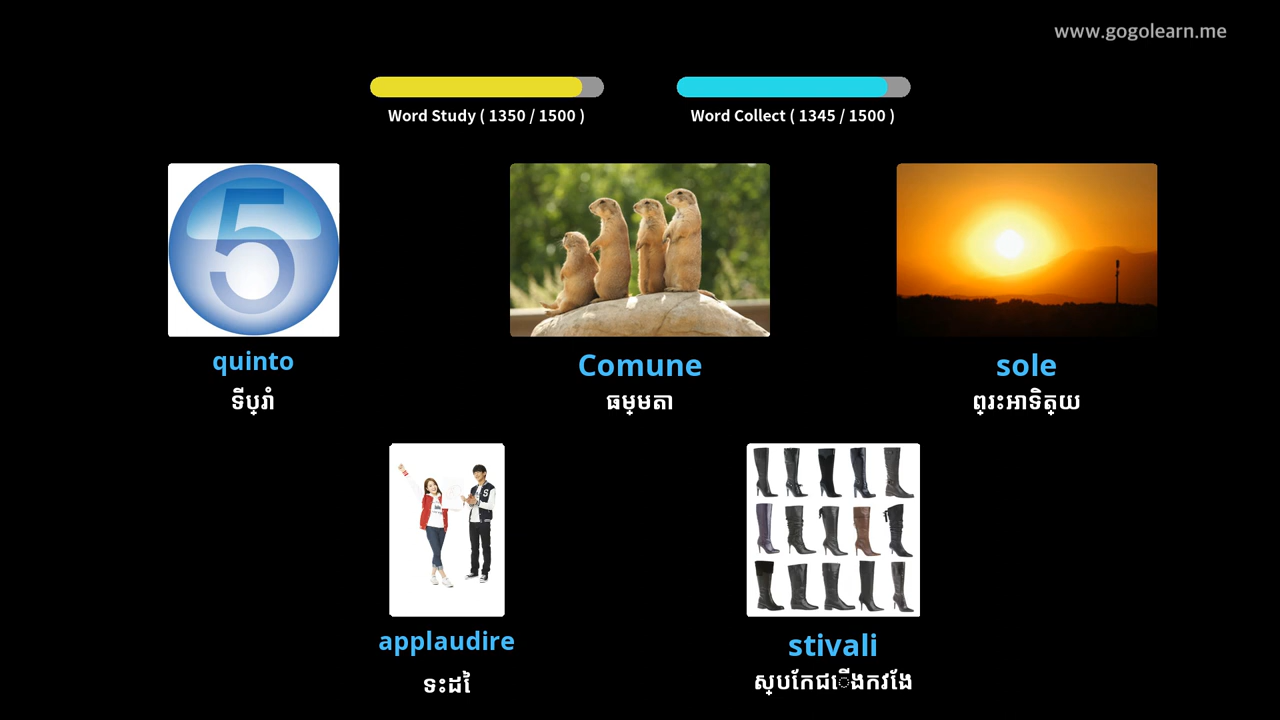 www.gogolearn.me
Word Study ( 1350 / 1500 )
Word Collect ( 1345 / 1500 )
5
quinto
ទីប្រាំ
Comune
ធម្មតា
sole
ព្រះអាទិត្យ
S
applaudire
ទះដៃ
stivali
ស្បែកជើងកវែង